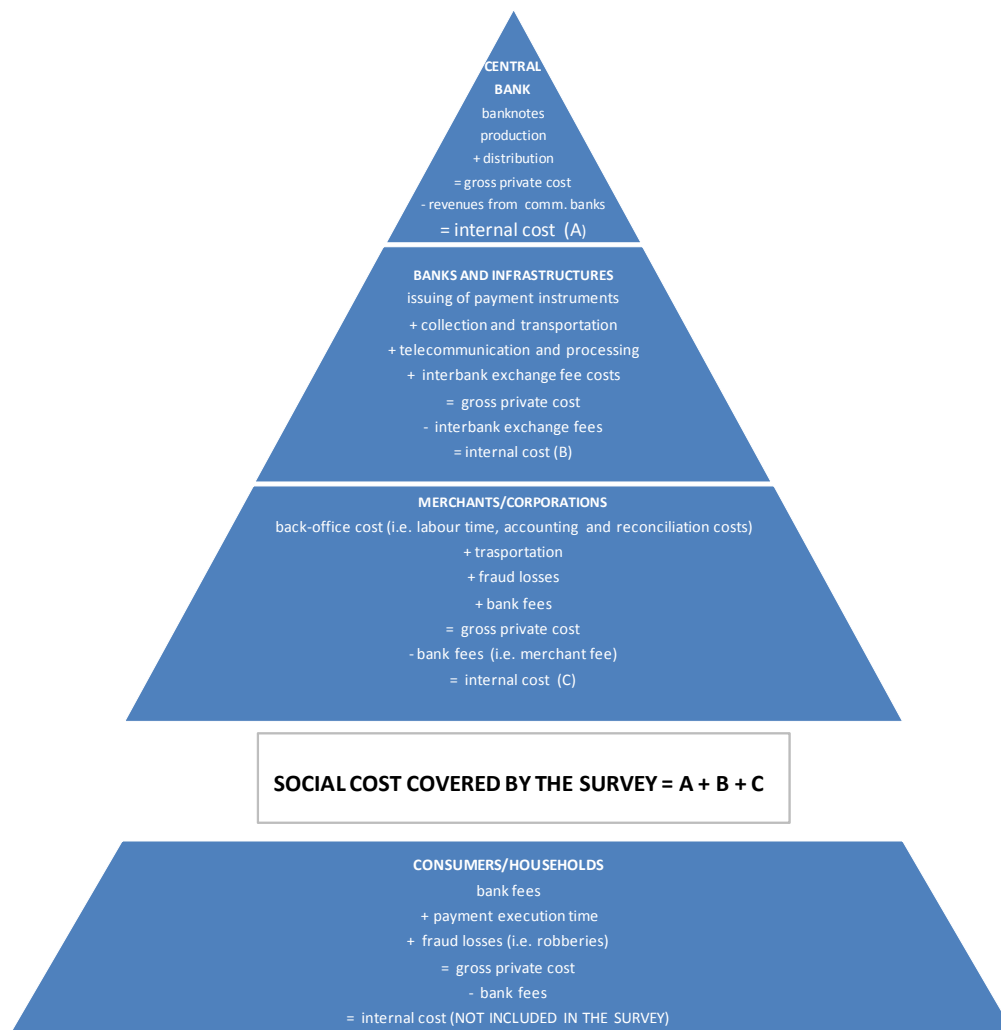 CENTRAL
BANK
banknotes
production
+ distribution
= gross private cost
- revenues from comm. banks
= internal cost (A)
BANKS AND INFRASTRUCTURES
issuing of payment instruments
+ collection and transportation
+ telecommunication and processing
+ interbank exchange fee costs
= gross private cost
- interbank exchange fees
= internal cost (B)
MERCHANTS/CORPORATIONS
back-office cost (i.e. labour time, accounting and reconciliation costs)
+ trasportation
+ fraud losses
+ bank fees
= gross private cost
- bank fees (i.e. merchant fee)
= internal cost (C)
SOCIAL COST COVERED BY THE SURVEY = A + B + C
CONSUMERS/HOUSEHOLDS
bank fees
+ payment execution time
+ fraud losses (i.e. robberies)
= gross private cost
- bank fees
= internal cost (NOT INCLUDED IN THE SURVEY)